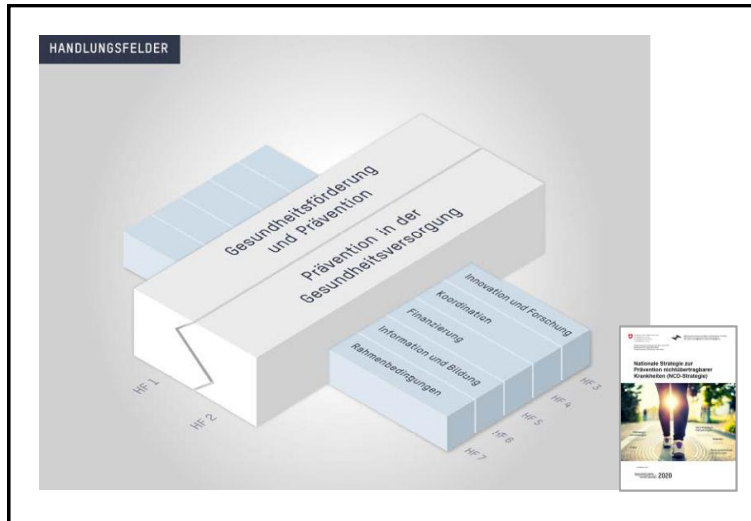 HANDLUNGSFELDER
Gesundheitsförderung
und Prävention
Prävention in der
Gesundheitsversorgung
Innovation und Forschung
Koordination
Finanzierung
Information und Bildung
Rahmenbedingungen
HF 1
HF 2
HF 3
HF 4
HF 5
HF 6
HF 7
Nationale Strategie zur
Prävention nichtübertragbarer
Krankheiten (NCD-Strategie)
2020